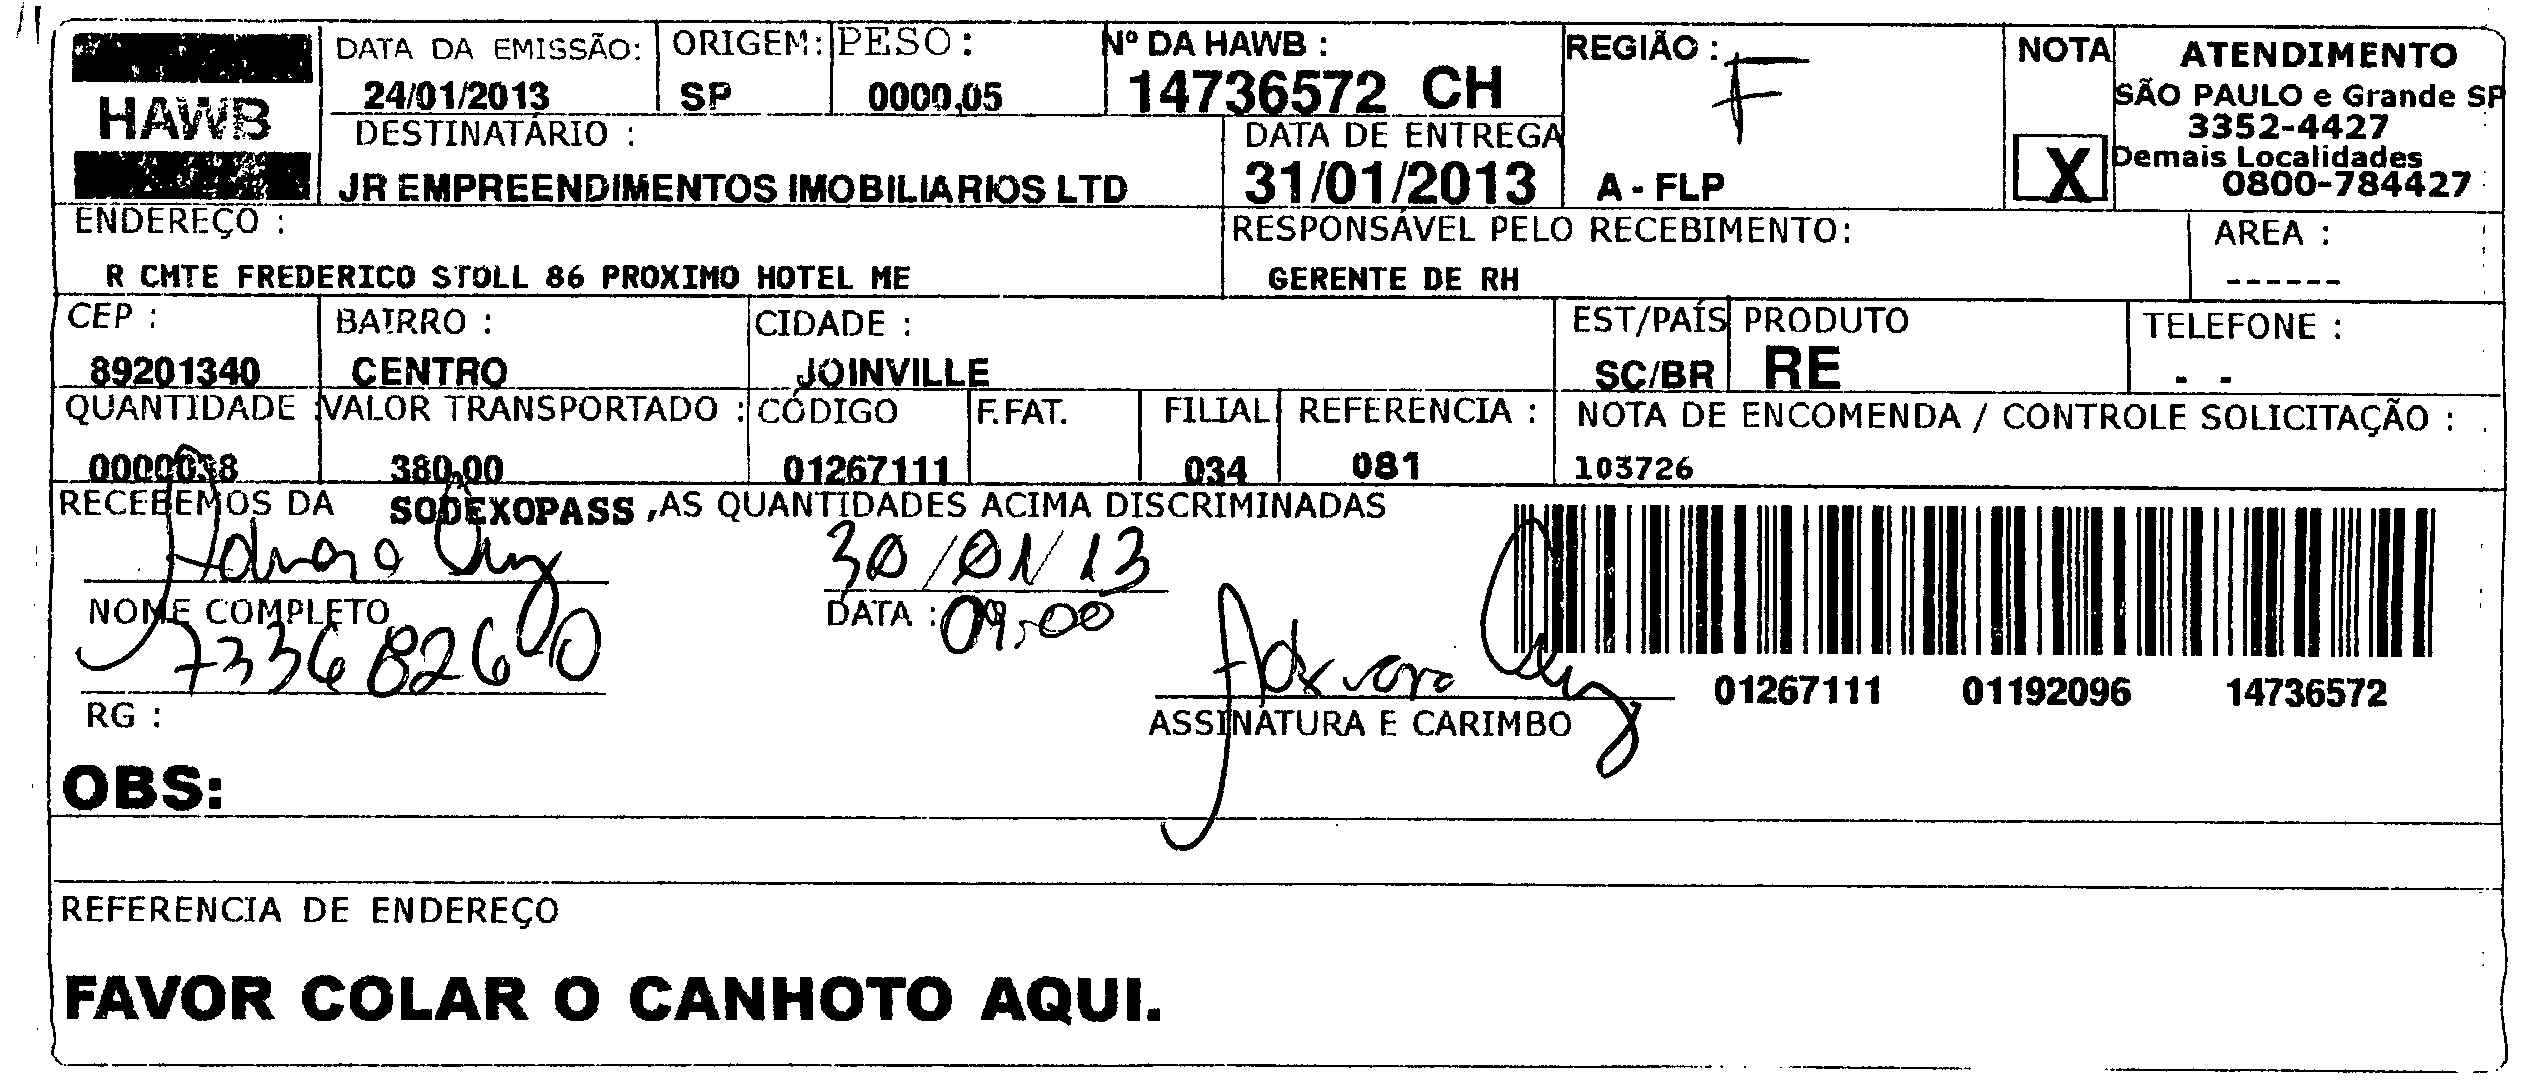 HAWB
DATA DA EMISSÃO: ORIGEM: PESO : Nº DA HAWB : REGIÃO : F NOTA ATENDIMENTO
24/01/2013 SP 0000,05 14736572 CH SÃO PAULO e Grande SP
3352-4427
DESTINATÁRIO : DATA DE ENTREGA Demais Localidades
JR EMPREENDIMENTOS IMOBILIARIOS LTD 31/01/2013 A - FLP X 0800-784427
ENDEREÇO : RESPONSÁVEL PELO RECEBIMENTO: AREA :
R CMTE FREDERICO STOLL 86 PROXIMO HOTEL ME GERENTE DE RH ------
CEP : BAIRRO : CIDADE : EST/PAÍS PRODUTO TELEFONE :
89201340 CENTRO JOINVILLE SC/BR RE - -
QUANTIDADE VALOR TRANSPORTADO : CÓDIGO F.FAT. FILIAL REFERENCIA : NOTA DE ENCOMENDA / CONTROLE SOLICITAÇÃO :
0000038 380,00 01267111 034 081 103726
RECEBEMOS DA SODEXOPASS ,AS QUANTIDADES ACIMA DISCRIMINADAS
30/01/13
NOME COMPLETO DATA : 09:00
73368260
01267111 01192096 14736572
RG : ASSINATURA E CARIMBO
OBS:
REFERENCIA DE ENDEREÇO
FAVOR COLAR O CANHOTO AQUI.